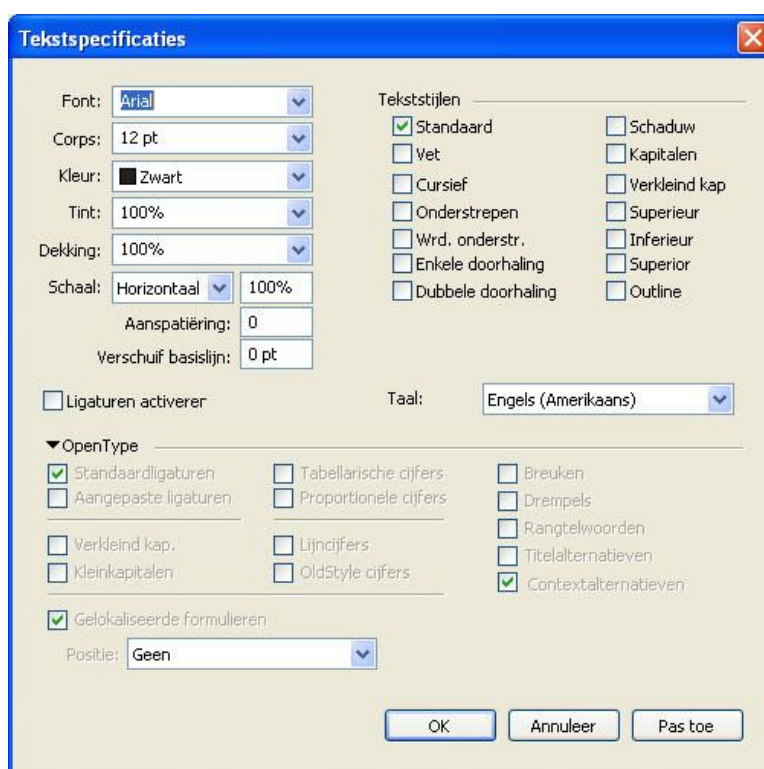 Tekstspecificaties
Font: Arial
Corps: 12 pt
Kleur: Zwart
Tint: 100%
Dekking: 100%
Schaal: Horizontaal 100%
Aanspatiëring: 0
Verschuif basislijn: 0 pt
Tekststijlen
Standaard Schaduw
Vet Kapitalen
Cursief Verkleind kap
Onderstrepen Superieur
Wrd. onderstr. Inferieur
Enkele doorhaling Superior
Dubbele doorhaling Outline
Ligaturen activerer
Taal: Engels (Amerikaans)
OpenType
Standaardligaturen Tabellarische cijfers Breuken
Aangepaste ligaturen Proportionele cijfers Drempels
Rangtelwoorden
Verkleind kap. Lijncijfers Titelalternatieven
Kleinkapitalen OldStyle cijfers Contextalternatieven
Gelokaliseerde formulieren
Positie: Geen
OK Annuleer Pas toe